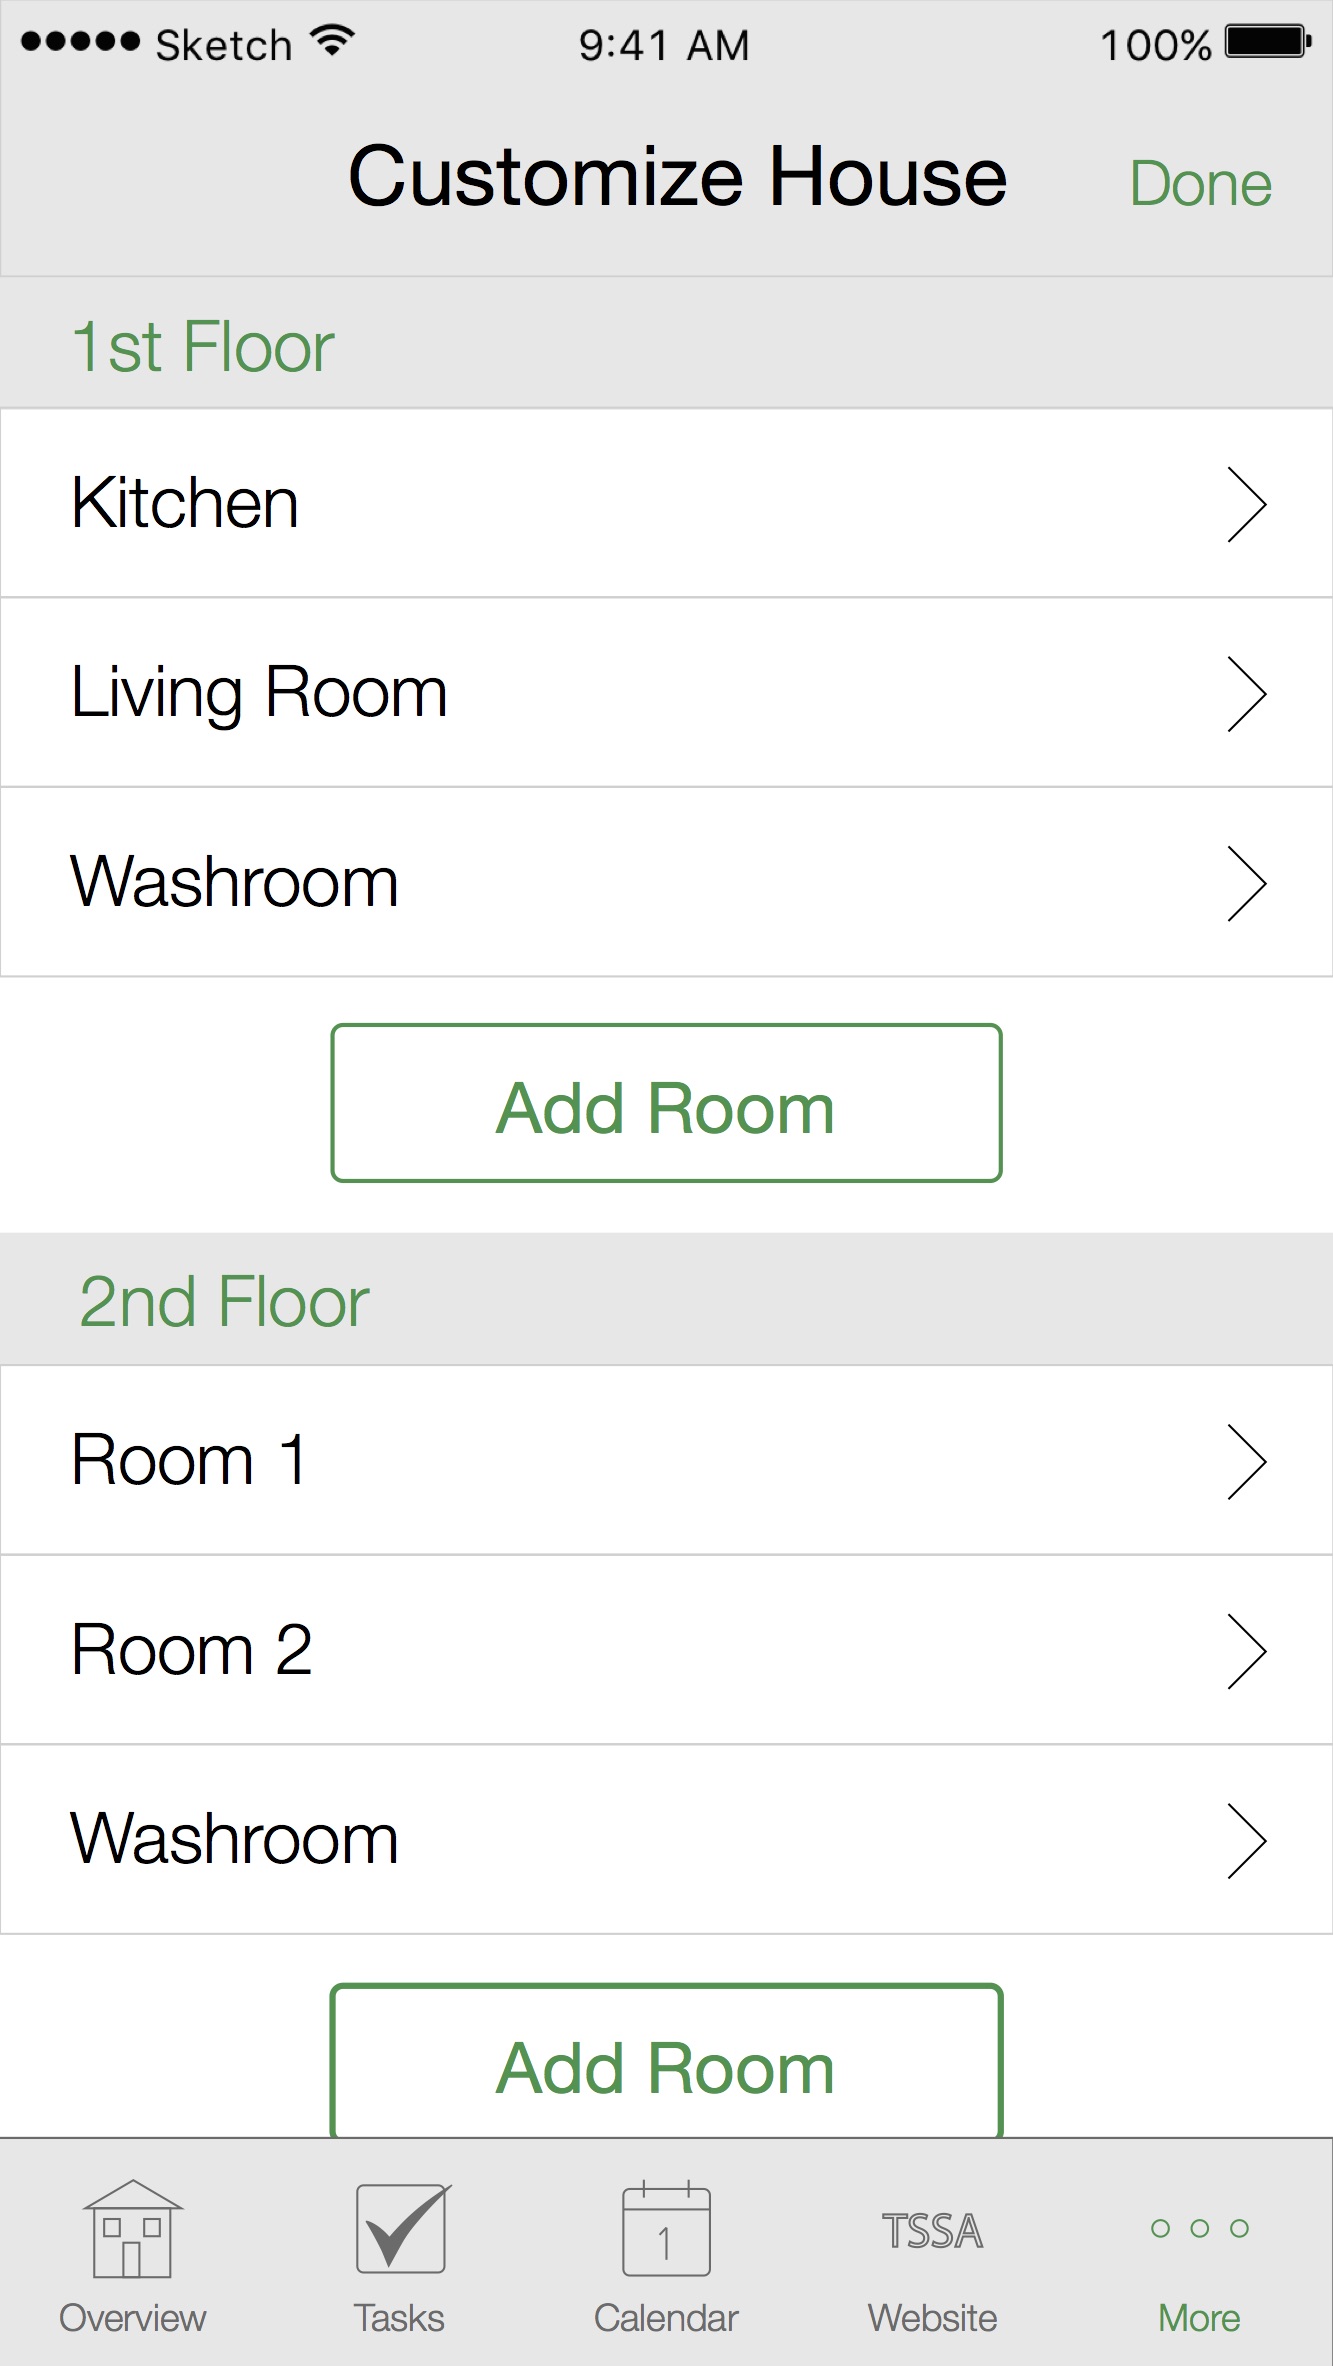 Sketch 9:41 AM 100%
Customize House Done
1st Floor
Kitchen
Living Room
Washroom
Add Room
2nd Floor
Room 1
Room 2
Washroom
Add Room
1 TSSA
Overview Tasks Calendar Website More